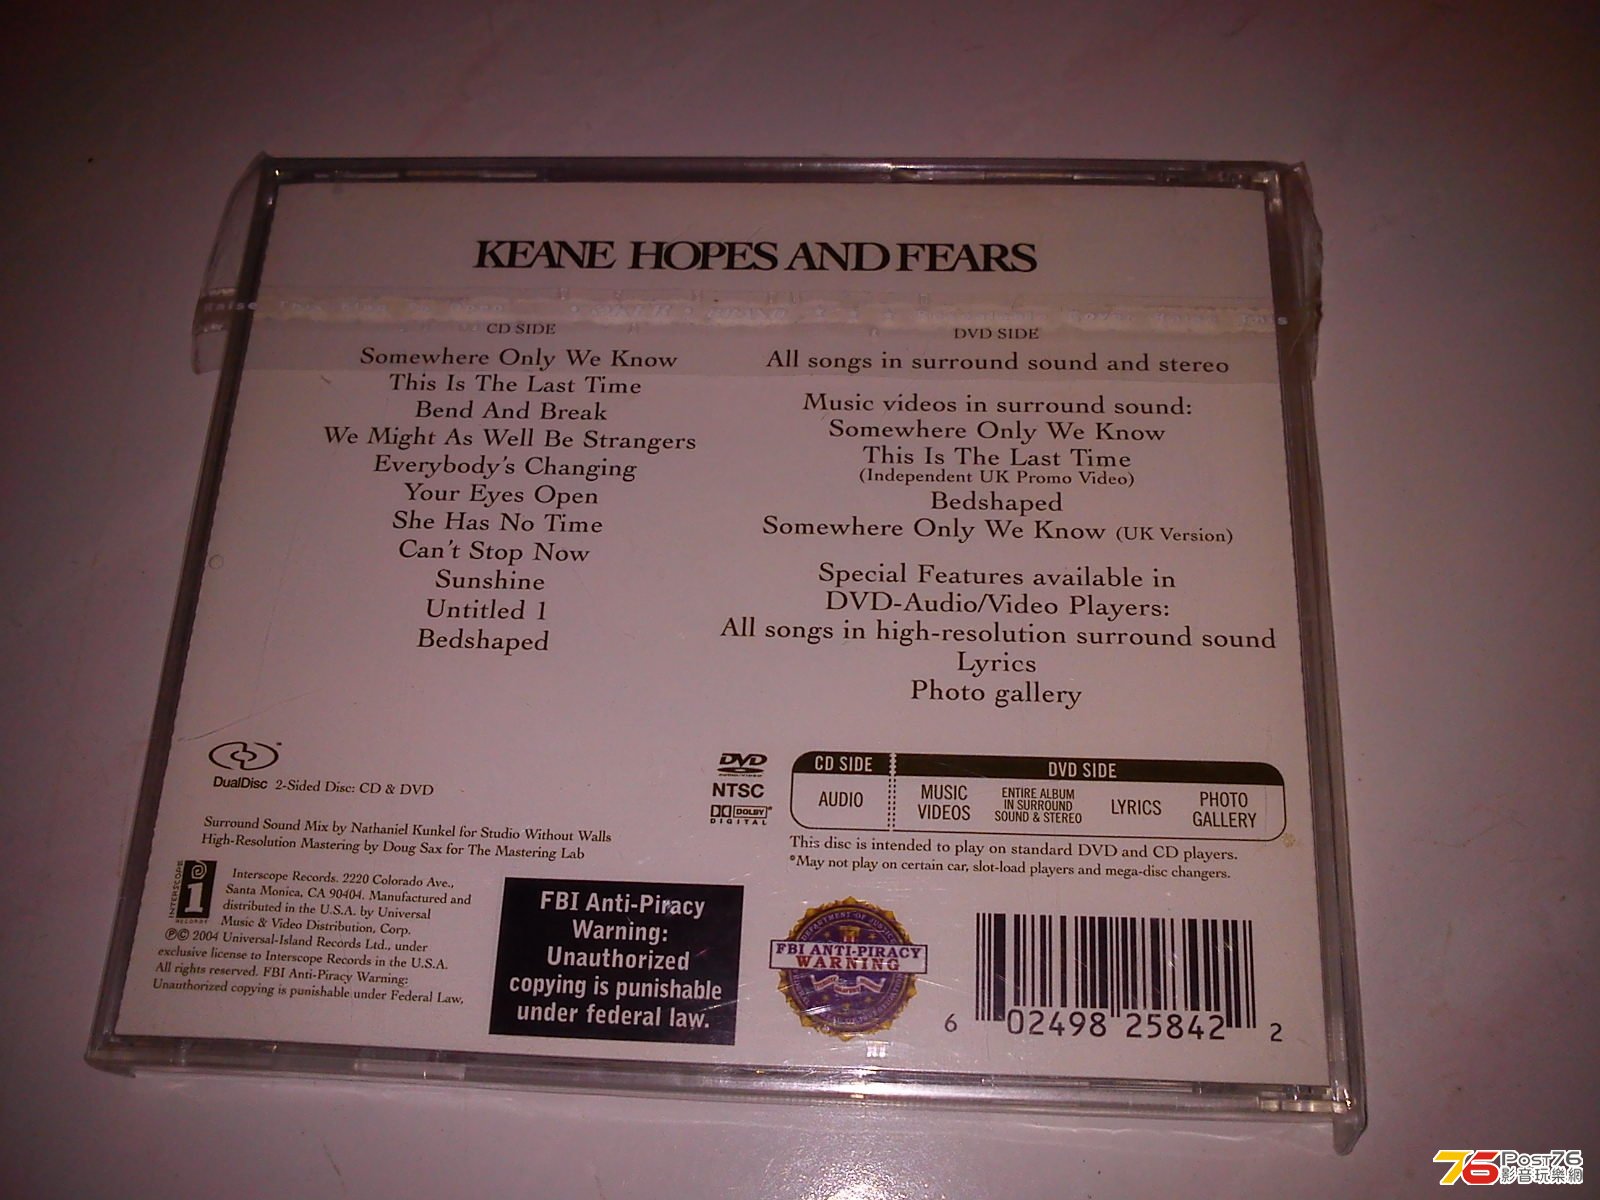 KEANE HOPES AND FEARS
CD SIDE
Somewhere Only We Know
This Is The Last Time
Bend And Break
We Might As Well Be Strangers
Everybody's Changing
Your Eyes Open
She Has No Time
Can't Stop Now
Sunshine
Untitled 1
Bedshaped
DVD SIDE
All songs in surround sound and stereo
Music videos in surround sound:
Somewhere Only We Know
This Is The Last Time
(Independent UK Promo Video)
Bedshaped
Somewhere Only We Know (UK Version)
Special Features available in
DVD-Audio/Video Players:
All songs in high-resolution surround sound
Lyrics
Photo gallery
DualDisc 2-Sided Disc: CD & DVD
Surround Sound Mix by Nathaniel Kunkel for Studio Without Walls
High-Resolution Mastering by Doug Sax for The Mastering Lab
INTERSCOPE
RECORDS
Interscope Records. 2220 Colorado Ave.,
Santa Monica, CA 90404. Manufactured and
distributed in the U.S.A. by Universal
Music & Video Distribution, Corp.
℗© 2004 Universal-Island Records Ltd., under
exclusive license to Interscope Records in the U.S.A.
All rights reserved. FBI Anti-Piracy Warning:
Unauthorized copying is punishable under Federal Law,
DVD
AUDIO/VIDEO
NTSC
DOLBY
DIGITAL
CD SIDE
DVD SIDE
AUDIO
MUSIC
VIDEOS
ENTIRE ALBUM
IN SURROUND
SOUND & STEREO
LYRICS
PHOTO
GALLERY
This disc is intended to play on standard DVD and CD players.
*May not play on certain car, slot-load players and mega-disc changers.
FBI Anti-Piracy
Warning:
Unauthorized
copying is punishable
under federal law.
DEPARTMENT OF JUSTICE
FBI ANTI-PIRACY
WARNING
6 02498 25842 2
76 Post76
影音玩樂網